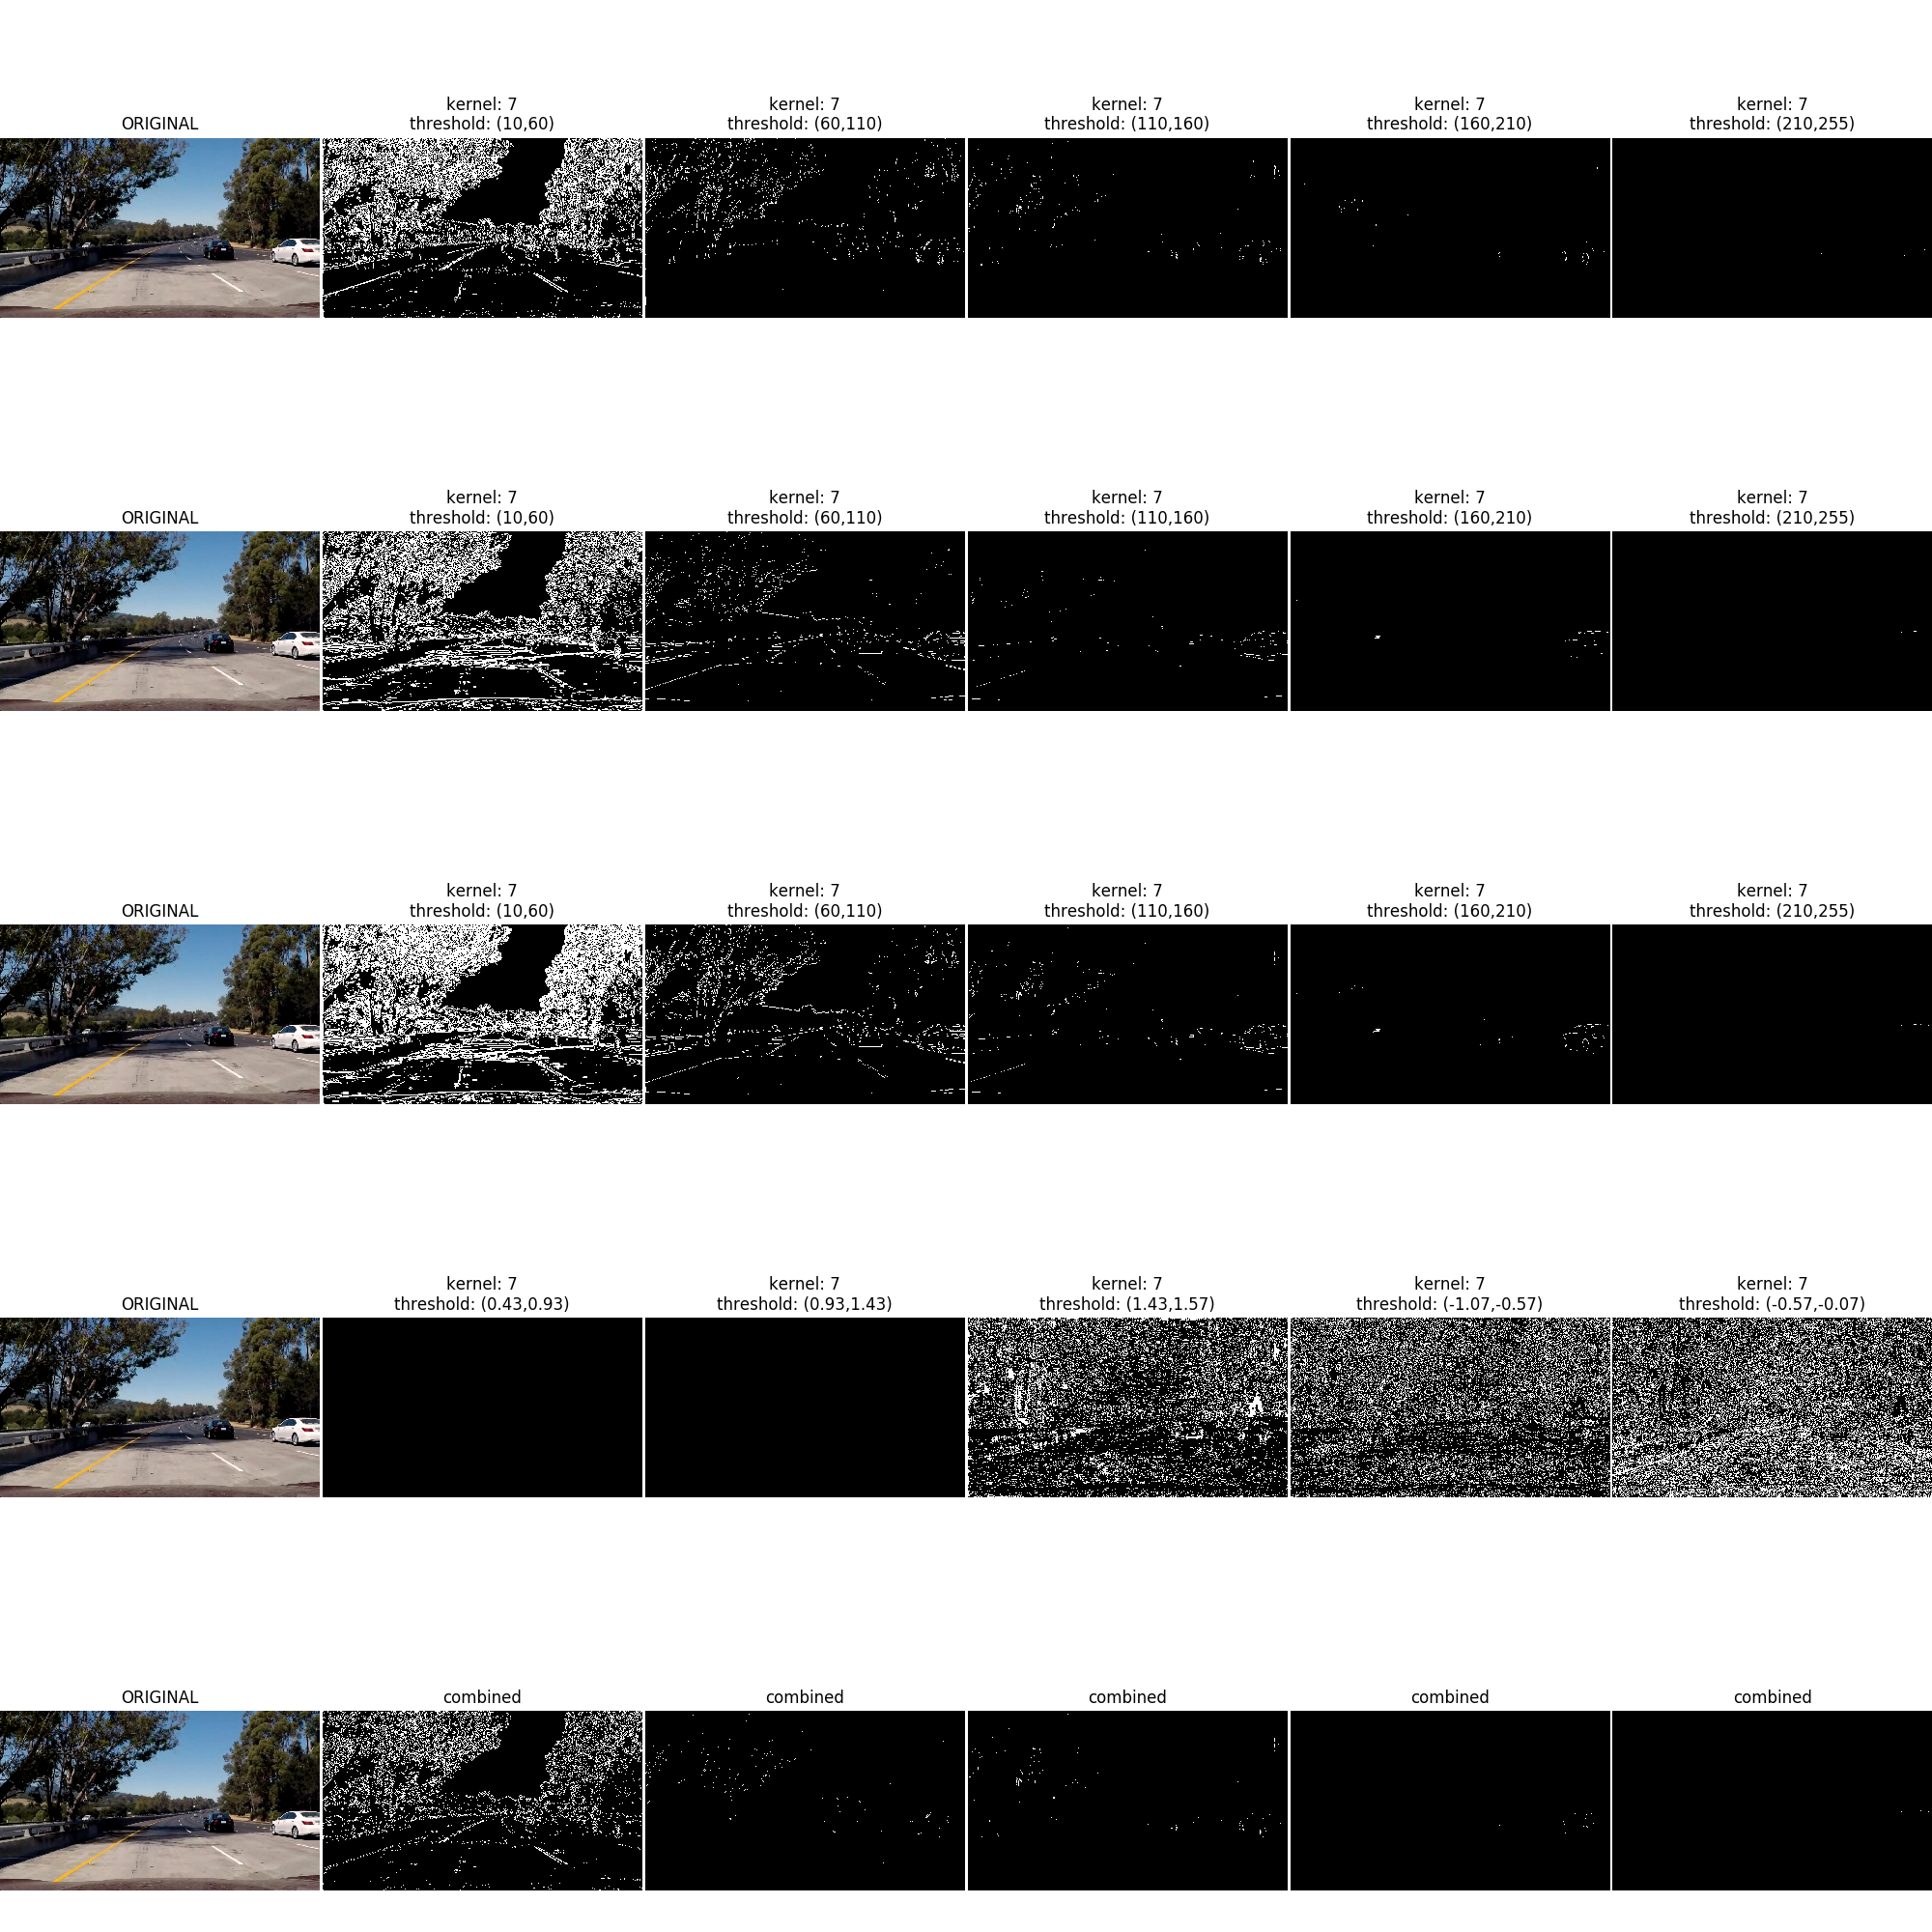 kernel: 7
kernel: 7
kernel: 7
kernel: 7
kernel: 7
ORIGINAL
threshold: (10,60)
threshold: (60,110)
threshold: (110,160)
threshold: (160,210)
threshold: (210,255)
kernel: 7
kernel: 7
kernel: 7
kernel: 7
kernel: 7
ORIGINAL
threshold: (10,60)
threshold: (60,110)
threshold: (110,160)
threshold: (160,210)
threshold: (210,255)
kernel: 7
kernel: 7
kernel: 7
kernel: 7
kernel: 7
ORIGINAL
threshold: (10,60)
threshold: (60,110)
threshold: (110,160)
threshold: (160,210)
threshold: (210,255)
kernel: 7
kernel: 7
kernel: 7
kernel: 7
kernel: 7
ORIGINAL
threshold: (0.43,0.93)
threshold: (0.93,1.43)
threshold: (1.43,1.57)
threshold: (-1.07,-0.57)
threshold: (-0.57,-0.07)
ORIGINAL
combined
combined
combined
combined
combined